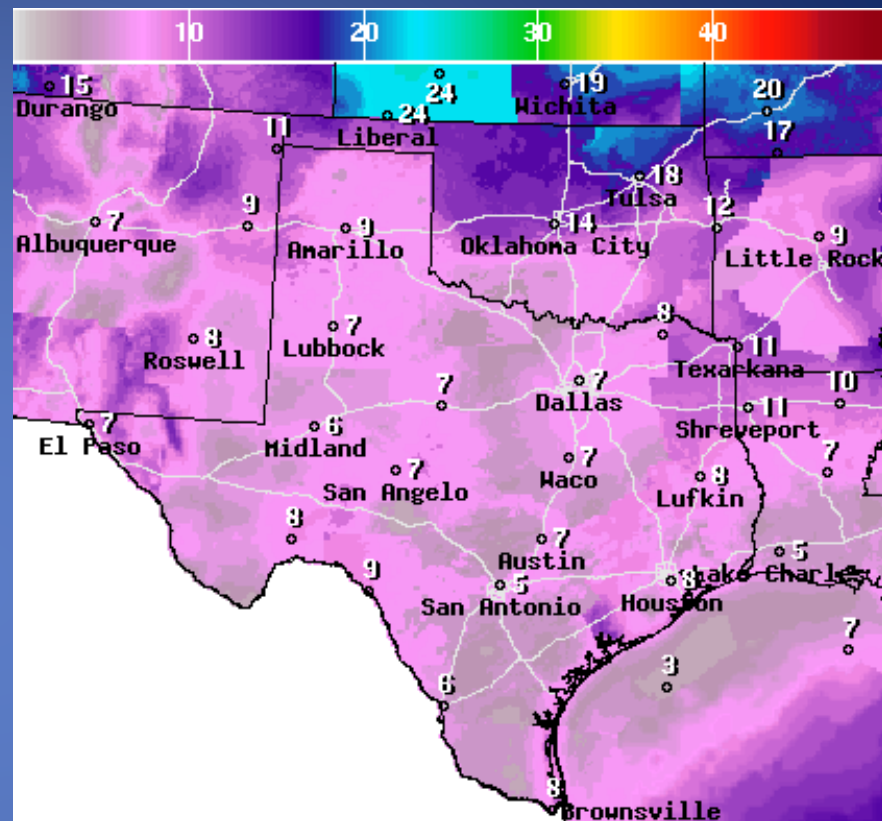 10 20 30 40
15 24 19 20
Durango Wichita
24
Liberal
11 17
18
Tulsa
7 9 9 14 12 9
Albuquerque Amarillo Oklahoma City Little Rock
8 7 8 11
Roswell Lubbock Texarkana
7 7 10
Dallas
7 6 11
El Paso Midland Shreveport
7 7 8 7
San Angelo Waco Lufkin
8 7 5
Austin
9 5 8 Lake Charles
San Antonio Houston
7
6 3
8
Brownsville